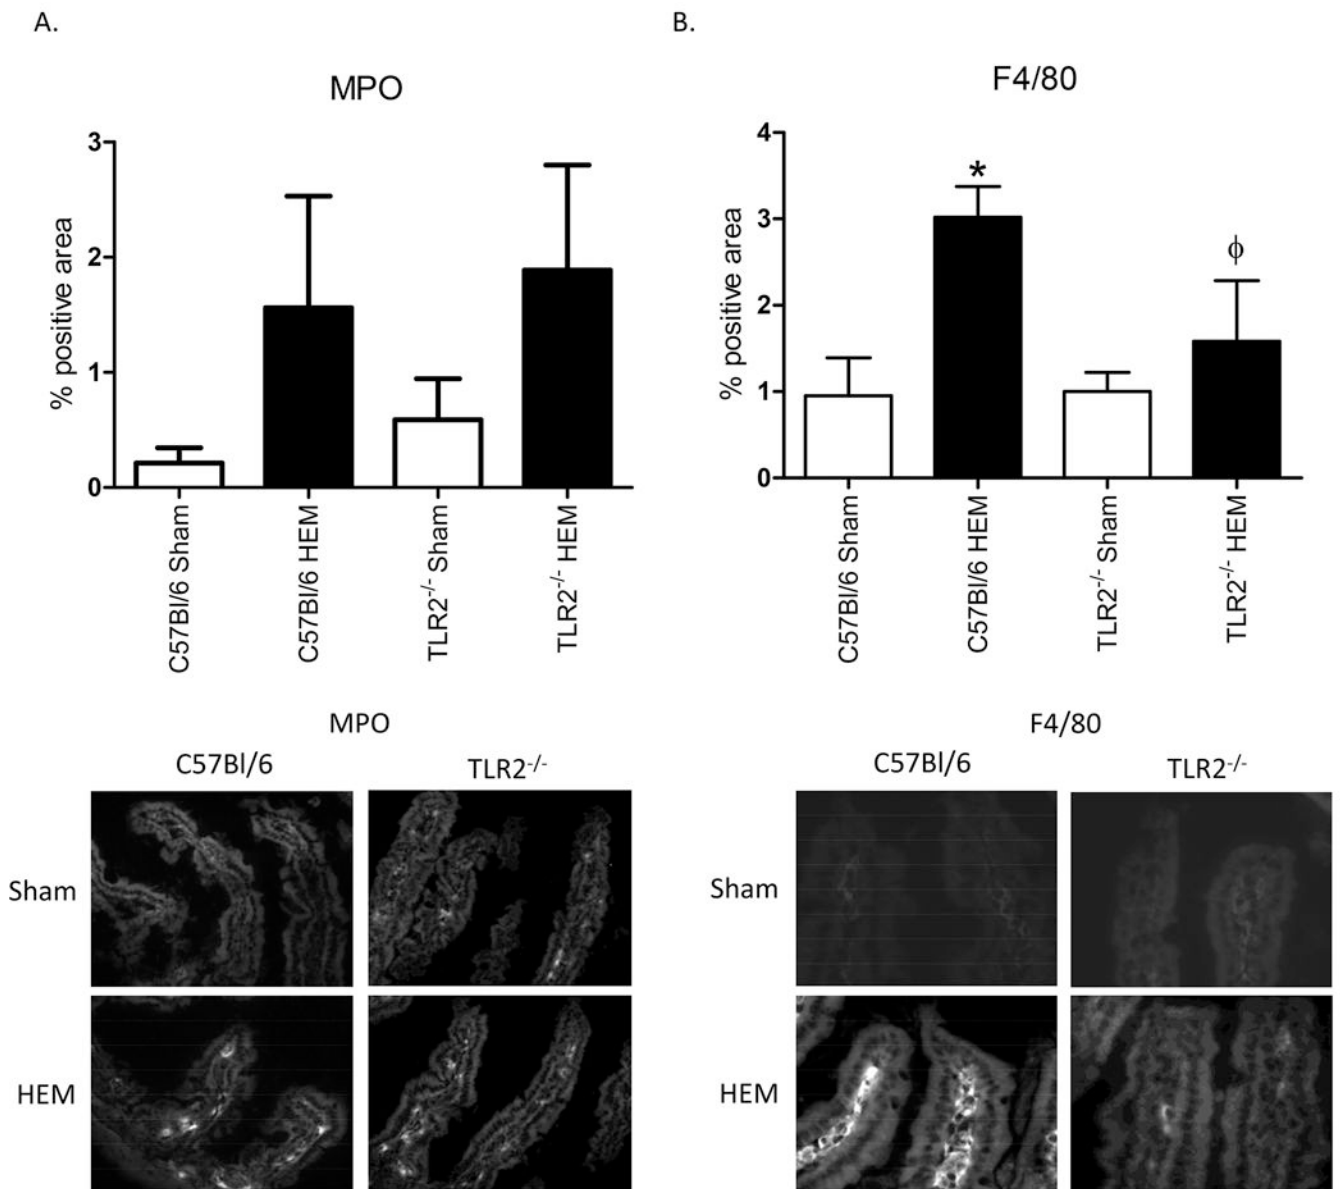 A.
MPO
% positive area
3
2
1
0
C57Bl/6 Sham
C57Bl/6 HEM
TLR2-/- Sham
TLR2-/- HEM
B.
F4/80
% positive area
4
3
2
1
0
*
ϕ
C57Bl/6 Sham
C57Bl/6 HEM
TLR2-/- Sham
TLR2-/- HEM
MPO
C57Bl/6 TLR2-/-
Sham
HEM
F4/80
C57Bl/6 TLR2-/-
Sham
HEM